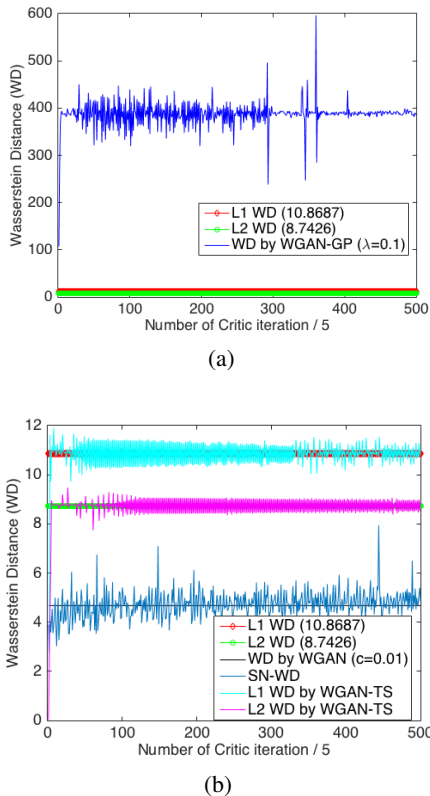 600
500
400
300
200
100
0
Wasserstein Distance (WD)
L1 WD (10.8687)
L2 WD (8.7426)
WD by WGAN-GP (λ=0.1)
0 100 200 300 400 500
Number of Critic iteration / 5
(a)
12
10
8
6
4
2
0
Wasserstein Distance (WD)
L1 WD (10.8687)
L2 WD (8.7426)
WD by WGAN (c=0.01)
SN-WD
L1 WD by WGAN-TS
L2 WD by WGAN-TS
0 100 200 300 400 500
Number of Critic iteration / 5
(b)